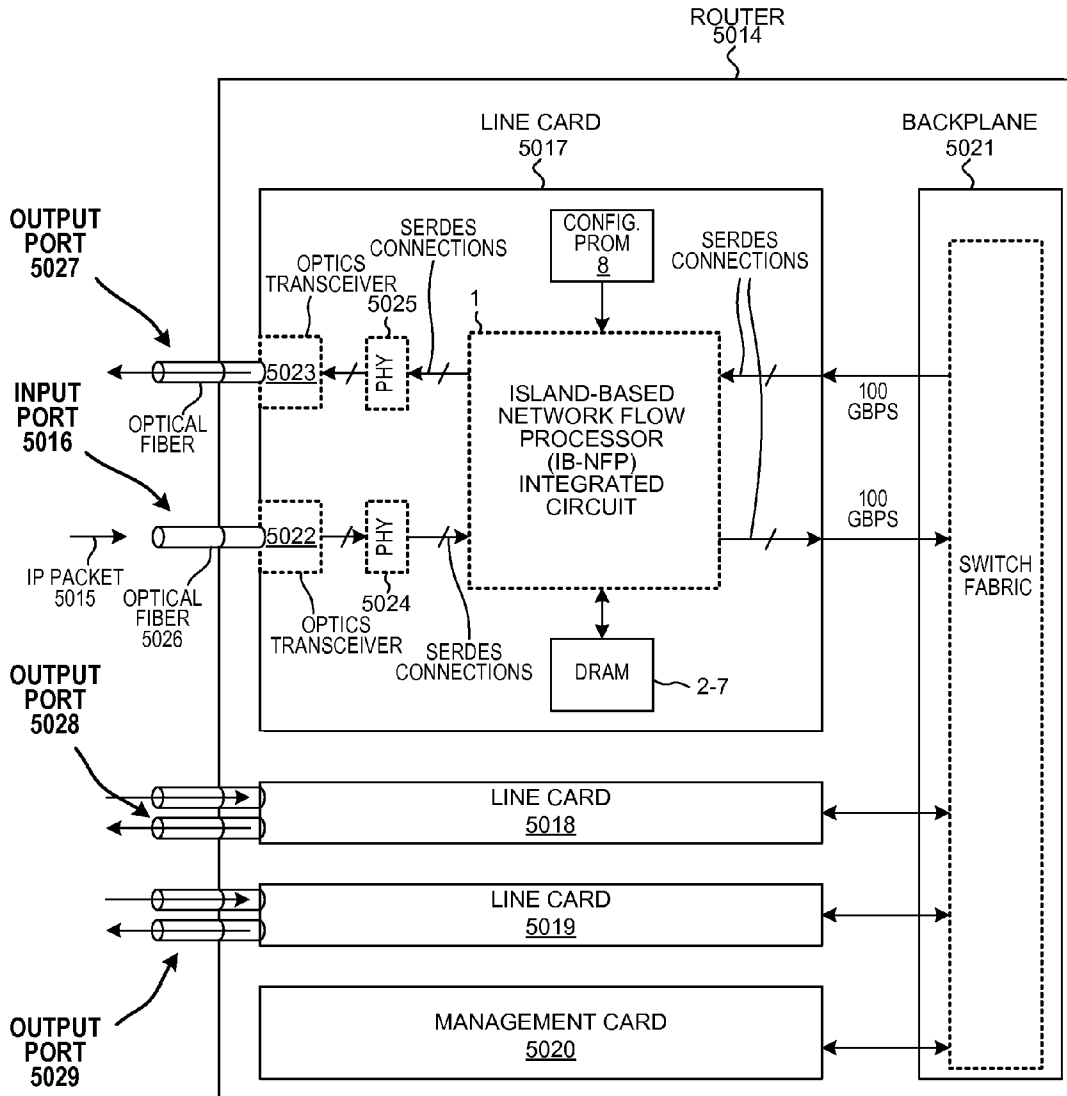 ROUTER
5014
LINE CARD
5017
BACKPLANE
5021
OUTPUT
PORT
5027
OPTICS
TRANSCEIVER
5025
SERDES
CONNECTIONS
CONFIG.
PROM
8
SERDES
CONNECTIONS
1
5023
PHY
OPTICAL
FIBER
INPUT
PORT
5016
ISLAND-BASED
NETWORK FLOW
PROCESSOR
(IB-NFP)
INTEGRATED
CIRCUIT
100
GBPS
100
GBPS
5022
PHY
5024
IP PACKET
5015
OPTICAL
FIBER
5026
OPTICS
TRANSCEIVER
SERDES
CONNECTIONS
DRAM
2-7
SWITCH
FABRIC
OUTPUT
PORT
5028
LINE CARD
5018
LINE CARD
5019
OUTPUT
PORT
5029
MANAGEMENT CARD
5020